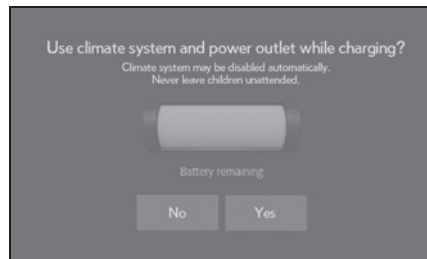 Use climate system and power outlet while charging?
Climate system may be disabled automatically.
Never leave children unattended.
Battery remaining
No
Yes